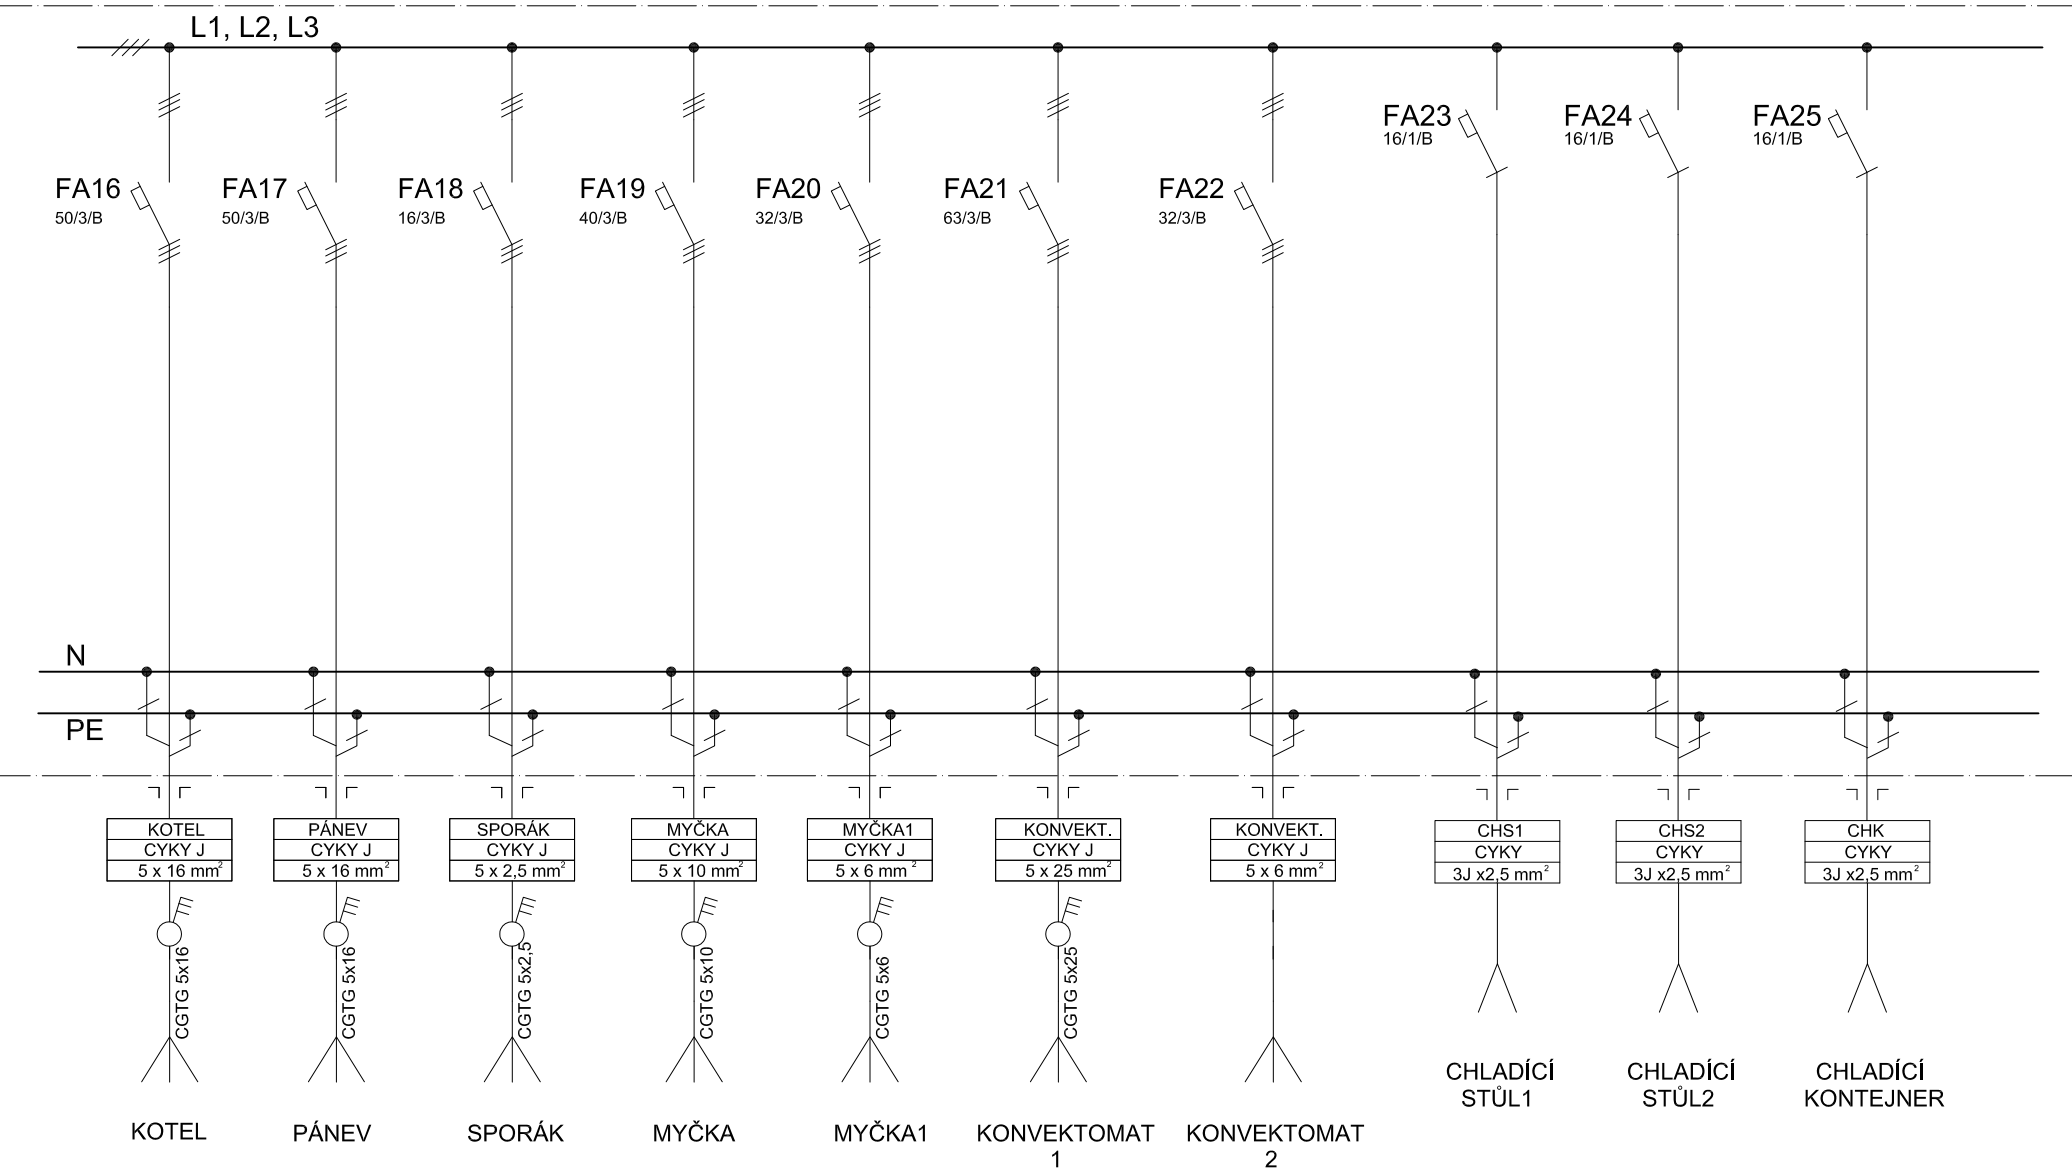 L1, L2, L3
FA23
16/1/B
FA24
16/1/B
FA25
16/1/B
FA16
50/3/B
FA17
50/3/B
FA18
16/3/B
FA19
40/3/B
FA20
32/3/B
FA21
63/3/B
FA22
32/3/B
N
PE
KOTEL
CYKY J
5 x 16 mm²
PÁNEV
CYKY J
5 x 16 mm²
SPORÁK
CYKY J
5 x 2,5 mm²
MYČKA
CYKY J
5 x 10 mm²
MYČKA1
CYKY J
5 x 6 mm²
KONVEKT.
CYKY J
5 x 25 mm²
KONVEKT.
CYKY J
5 x 6 mm²
CHS1
CYKY
3J x2,5 mm²
CHS2
CYKY
3J x2,5 mm²
CHK
CYKY
3J x2,5 mm²
CGTG 5x16
CGTG 5x16
CGTG 5x2,5
CGTG 5x10
CGTG 5x6
CGTG 5x25
KOTEL
PÁNEV
SPORÁK
MYČKA
MYČKA1
KONVEKTOMAT
1
KONVEKTOMAT
2
CHLADÍCÍ
STŮL1
CHLADÍCÍ
STŮL2
CHLADÍCÍ
KONTEJNER